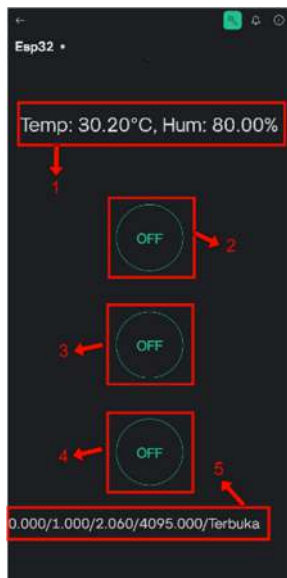 Esp32
Temp: 30.20°C, Hum: 80.00%
1
OFF
2
OFF
3
OFF
4
5
0.000/1.000/2.060/4095.000/Terbuka